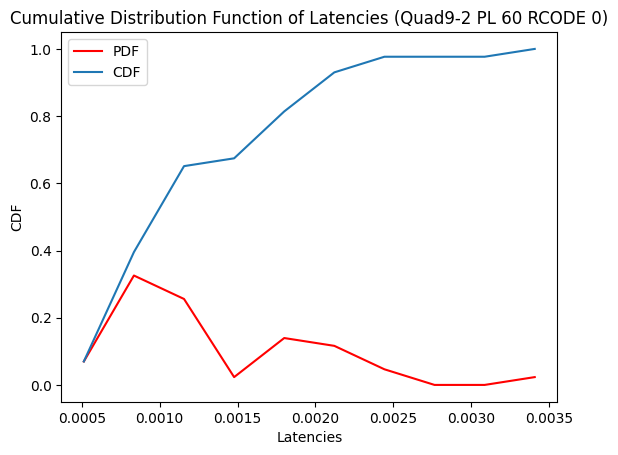 Cumulative Distribution Function of Latencies (Quad9-2 PL 60 RCODE 0)
PDF
CDF
CDF
1.0
0.8
0.6
0.4
0.2
0.0
0.0005 0.0010 0.0015 0.0020 0.0025 0.0030 0.0035
Latencies